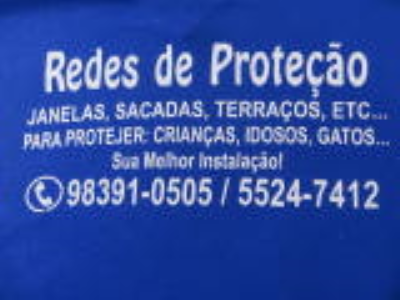 Redes de Proteção
JANELAS, SACADAS, TERRAÇOS, ETC...
PARA PROTEJER: CRIANÇAS, IDOSOS, GATOS...
Sua Melhor Instalação!
98391-0505 / 5524-7412